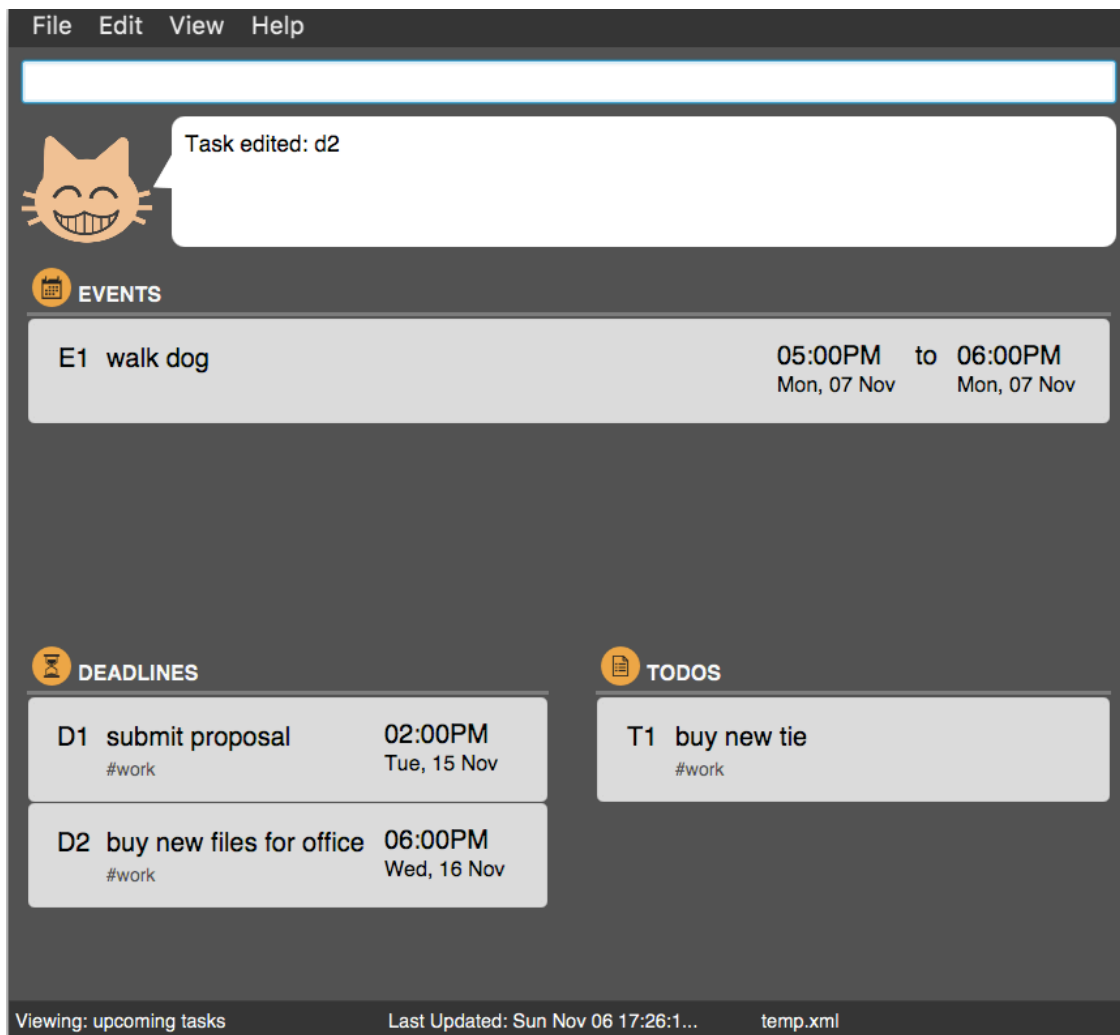 File Edit View Help
Task edited: d2
EVENTS
E1 walk dog 05:00PM to 06:00PM
Mon, 07 Nov Mon, 07 Nov
DEADLINES
D1 submit proposal 02:00PM
#work Tue, 15 Nov
D2 buy new files for office 06:00PM
#work Wed, 16 Nov
TODOS
T1 buy new tie
#work
Viewing: upcoming tasks Last Updated: Sun Nov 06 17:26:1... temp.xml